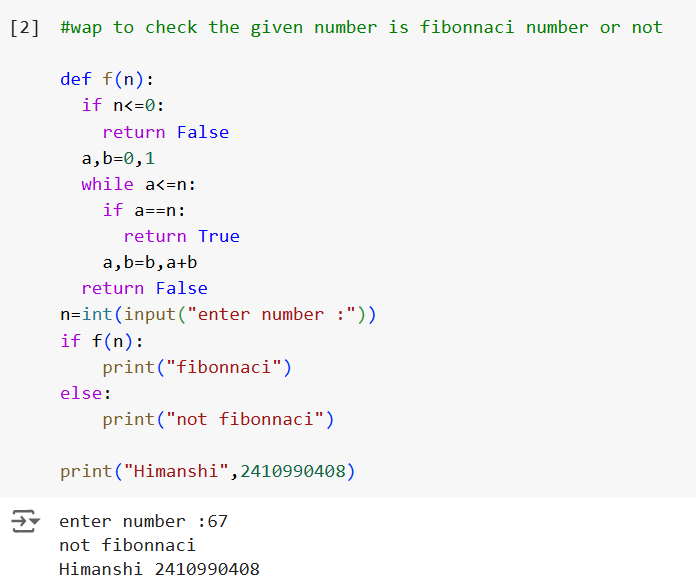 [2] #wap to check the given number is fibonnaci number or not
def f(n):
  if n<=0:
    return False
  a,b=0,1
  while a<=n:
    if a==n:
      return True
    a,b=b,a+b
  return False
n=int(input("enter number :"))
if f(n):
    print("fibonnaci")
else:
    print("not fibonnaci")
print("Himanshi",2410990408)
enter number :67
not fibonnaci
Himanshi 2410990408